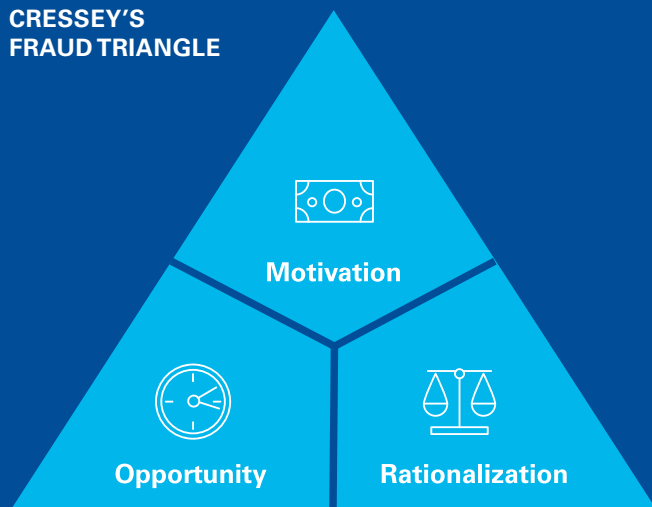 CRESSEY'S
FRAUD TRIANGLE
Motivation
Opportunity
Rationalization